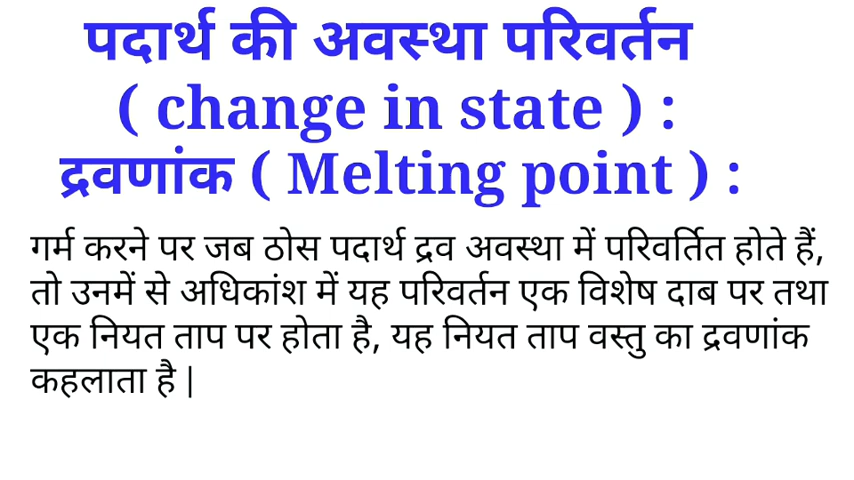 पदार्थ की अवस्था परिवर्तन
( change in state ) :
द्रवणांक ( Melting point ) :
गर्म करने पर जब ठोस पदार्थ द्रव अवस्था में परिवर्तित होते हैं,
तो उनमें से अधिकांश में यह परिवर्तन एक विशेष दाब पर तथा
एक नियत ताप पर होता है, यह नियत ताप वस्तु का द्रवणांक
कहलाता है |